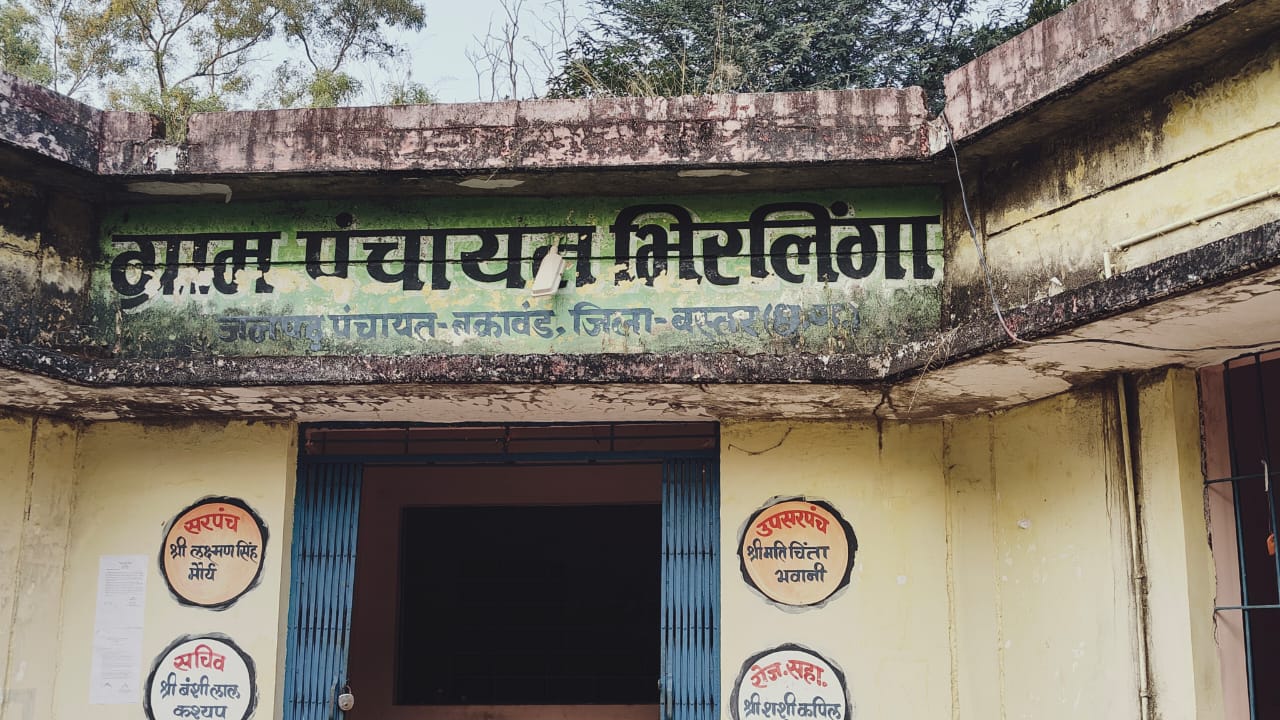 ग्राम पंचायत भिरलिंगा
जनपद पंचायत-बकावंड, जिला-बस्तर (छ.ग.)
सरपंच
श्री लक्ष्मण सिंह
मौर्य
उपसरपंच
श्रीमति चिंता
भवानी
सचिव
श्री बंशी लाल
कश्यप
रोज.सहा.
श्री शशी कपिल